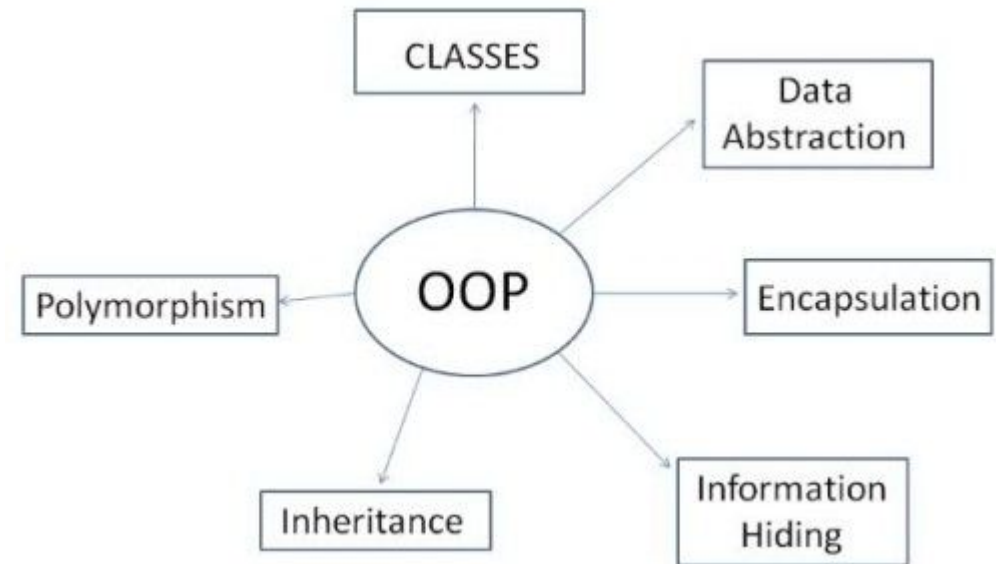 CLASSES
Data
Abstraction
OOP
Polymorphism
Encapsulation
Inheritance
Information
Hiding